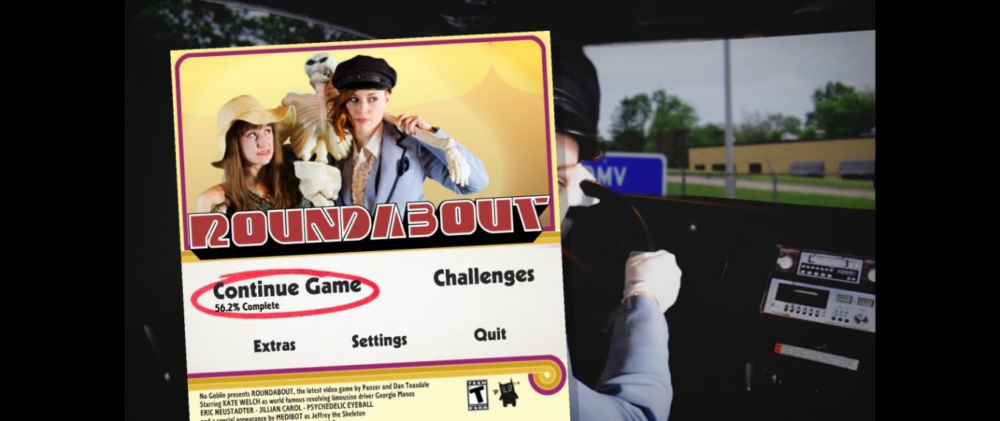 DMV
ROUNDABOUT
Continue Game
56.2% Complete
Challenges
Extras
Settings
Quit
No Goblin presents ROUNDABOUT, the latest video game by Panzer and Dan Teasdale
Starring KATE WELCH as world famous revolving limousine driver Georgio Manos
ERIC NEUSTADTER - JILLIAN CAROL - PSYCHEDELIC EYEBALL
and a special appearance by MEDIBOT as Jeffrey the Skeleton
TEEN
T
ESRB